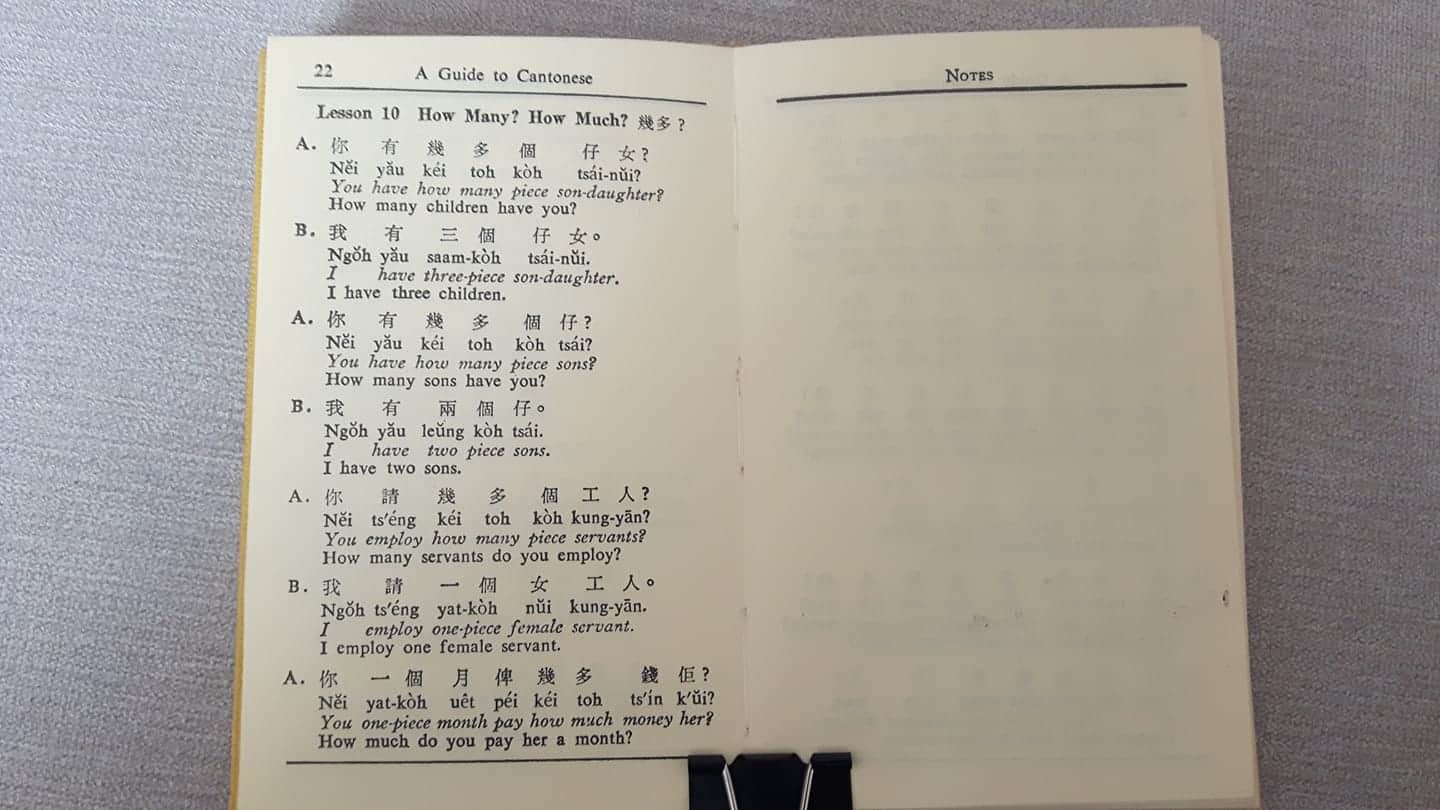 22 A Guide to Cantonese
Lesson 10 How Many? How Much? 幾多?
A. 你 有 幾 多 個 仔 女?
Nĕi yău kéi toh kòh tsái-nŭi?
You have how many piece son-daughter?
How many children have you?
B. 我 有 三 個 仔 女。
Ngŏh yău saam-kòh tsái-nŭi.
I have three-piece son-daughter.
I have three children.
A. 你 有 幾 多 個 仔?
Nĕi yău kéi toh kòh tsái?
You have how many piece sons?
How many sons have you?
B. 我 有 兩 個 仔。
Ngŏh yău leŭng kòh tsái.
I have two piece sons.
I have two sons.
A. 你 請 幾 多 個 工 人?
Nĕi ts'éng kéi toh kòh kung-yān?
You employ how many piece servants?
How many servants do you employ?
B. 我 請 一 個 女 工 人。
Ngŏh ts'éng yat-kòh nŭi kung-yān.
I employ one-piece female servant.
I employ one female servant.
A. 你 一 個 月 俾 幾 多 錢 佢?
Nĕi yat-kòh uêt péi kéi toh ts'ín k'ŭi?
You one-piece month pay how much money her?
How much do you pay her a month?
NOTES